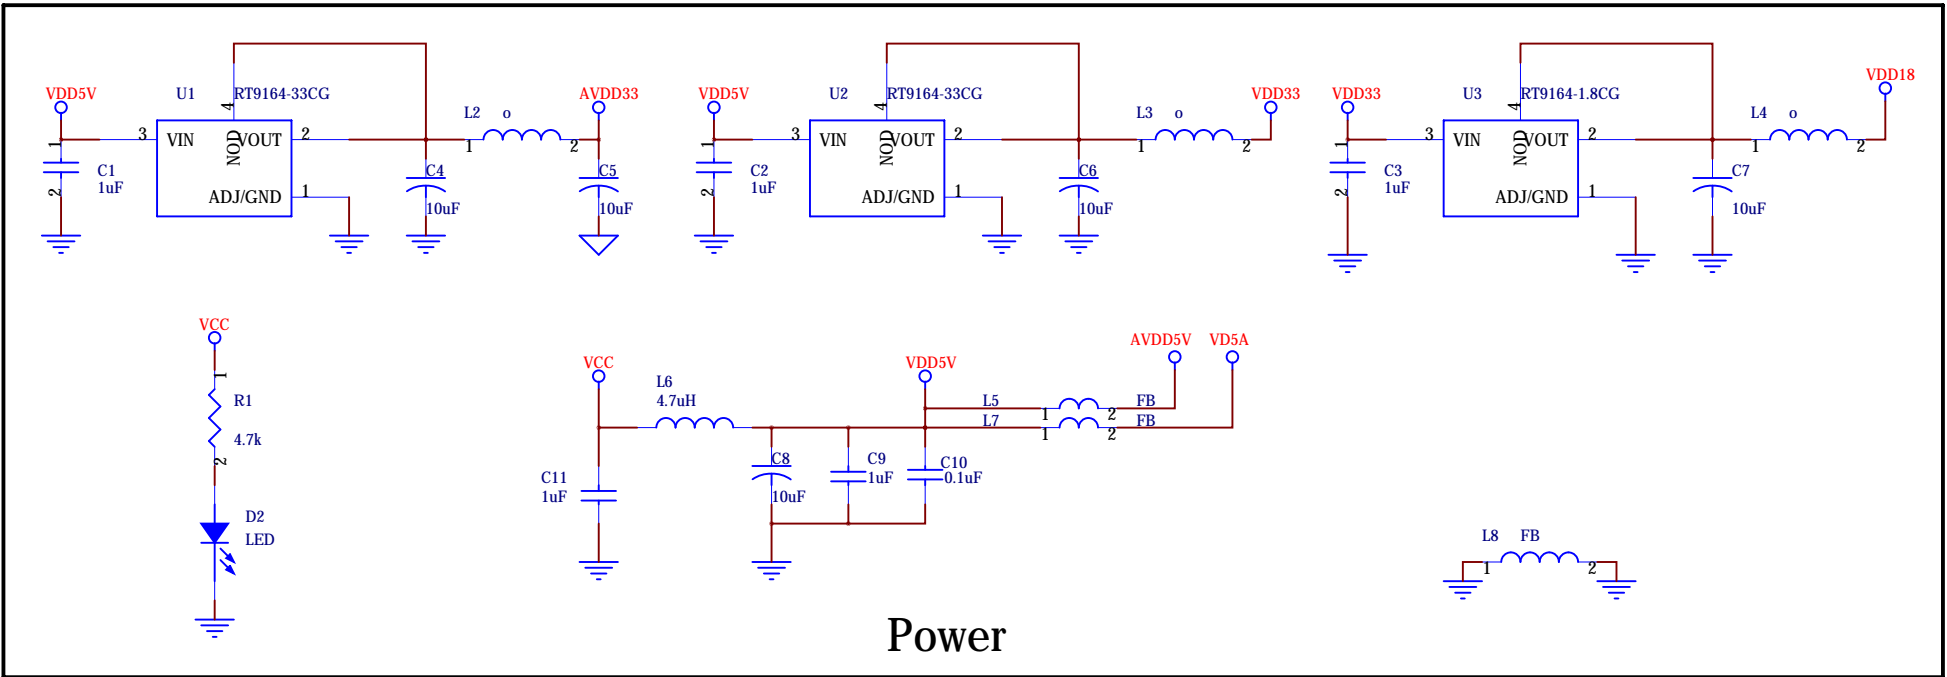 VDD5V
U1
RT9164-33CG
4
3
VIN
NOD
VOUT
2
ADJ/GND
1
1
2
C1
1uF
L2
o
1
2
AVDD33
C4
10uF
C5
10uF
VDD5V
U2
RT9164-33CG
4
3
VIN
NOD
VOUT
2
ADJ/GND
1
1
2
C2
1uF
L3
o
1
2
VDD33
C6
10uF
VDD33
U3
RT9164-1.8CG
4
3
VIN
NOD
VOUT
2
ADJ/GND
1
1
2
C3
1uF
L4
o
1
2
VDD18
C7
10uF
VCC
1
R1
4.7k
2
D2
LED
VCC
L6
4.7uH
C11
1uF
VDD5V
C8
10uF
C9
1uF
C10
0.1uF
AVDD5V
VD5A
L5
1
2
FB
L7
1
2
FB
L8
FB
1
2
Power